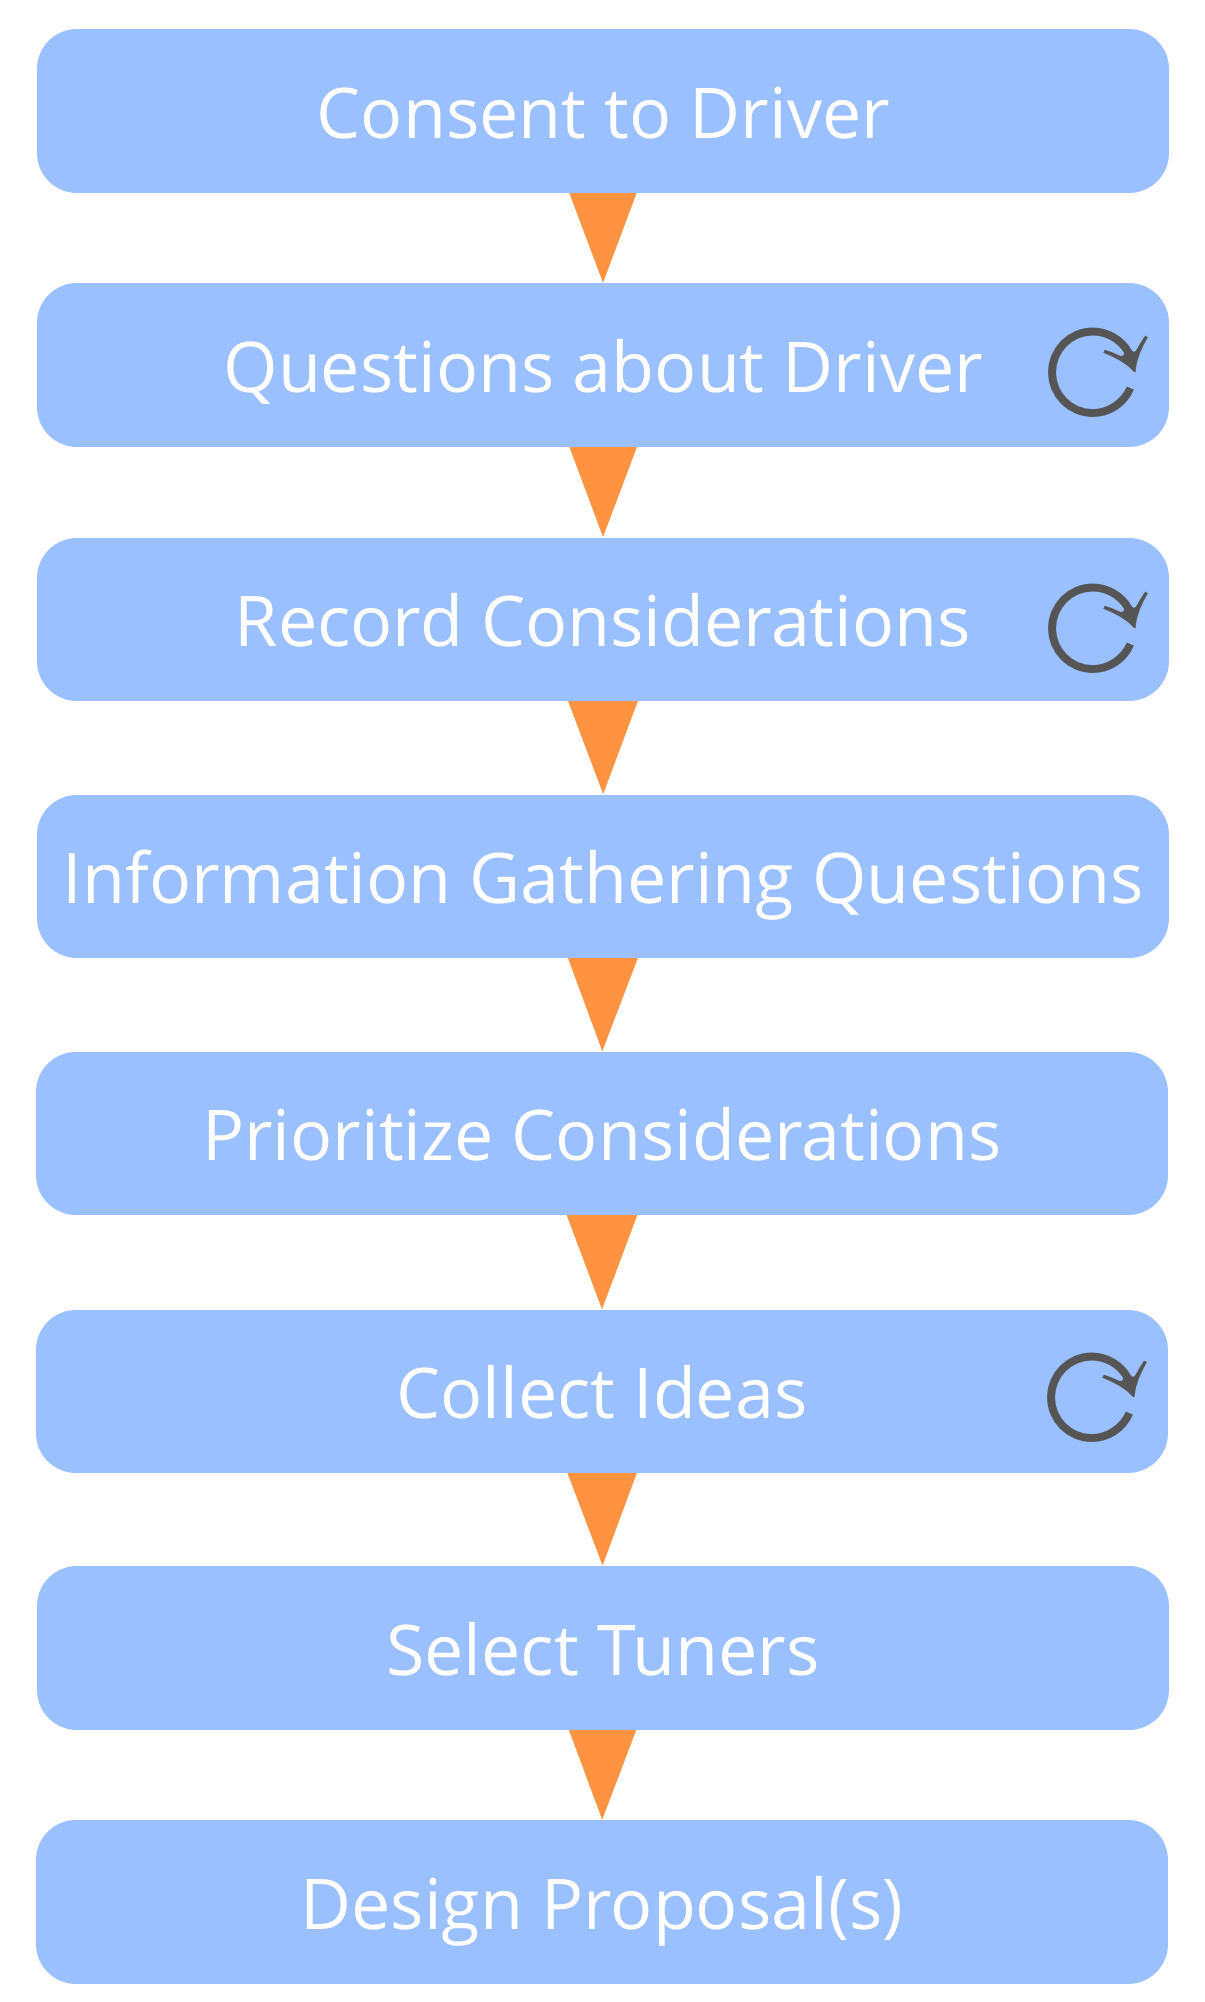 Consent to Driver
Questions about Driver
Record Considerations
Information Gathering Questions
Prioritize Considerations
Collect Ideas
Select Tuners
Design Proposal(s)